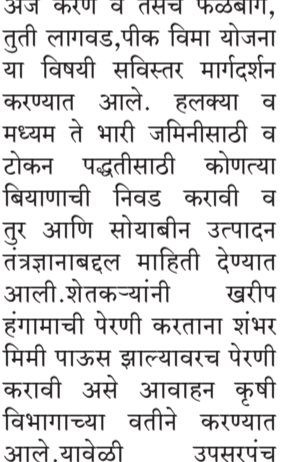 अर्ज करणे व तसेच फळबाग,
तुती लागवड,पीक विमा योजना
या विषयी सविस्तर मार्गदर्शन
करण्यात आले. हलक्या व
मध्यम ते भारी जमिनीसाठी व
टोकन पद्धतीसाठी कोणत्या
बियाणाची निवड करावी व
तुर आणि सोयाबीन उत्पादन
तंत्रज्ञानाबद्दल माहिती देण्यात
आली.शेतकऱ्यांनी खरीप
हंगामाची पेरणी करताना शंभर
मिमी पाऊस झाल्यावरच पेरणी
करावी असे आवाहन कृषी
विभागाच्या वतीने करण्यात
आले.यावेळी उपसरपंच